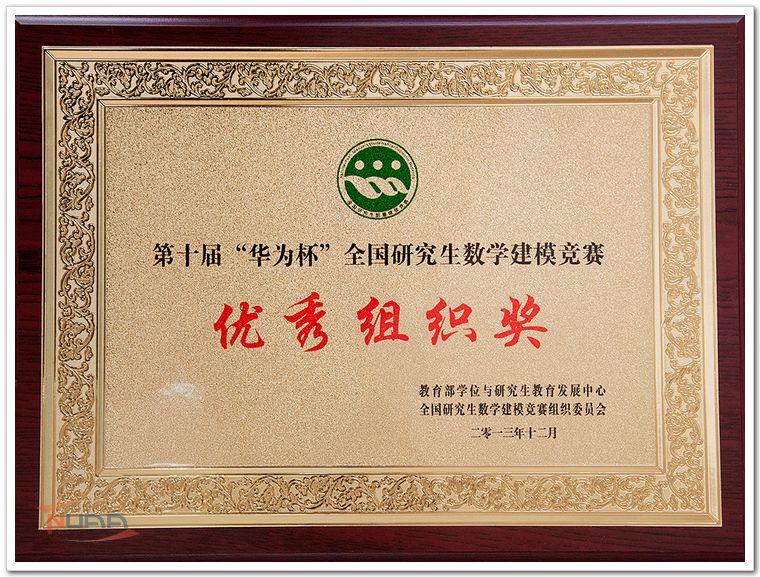 第十届“华为杯”全国研究生数学建模竞赛
优秀组织奖
教育部学位与研究生教育发展中心
全国研究生数学建模竞赛组织委员会
二零一三年十二月